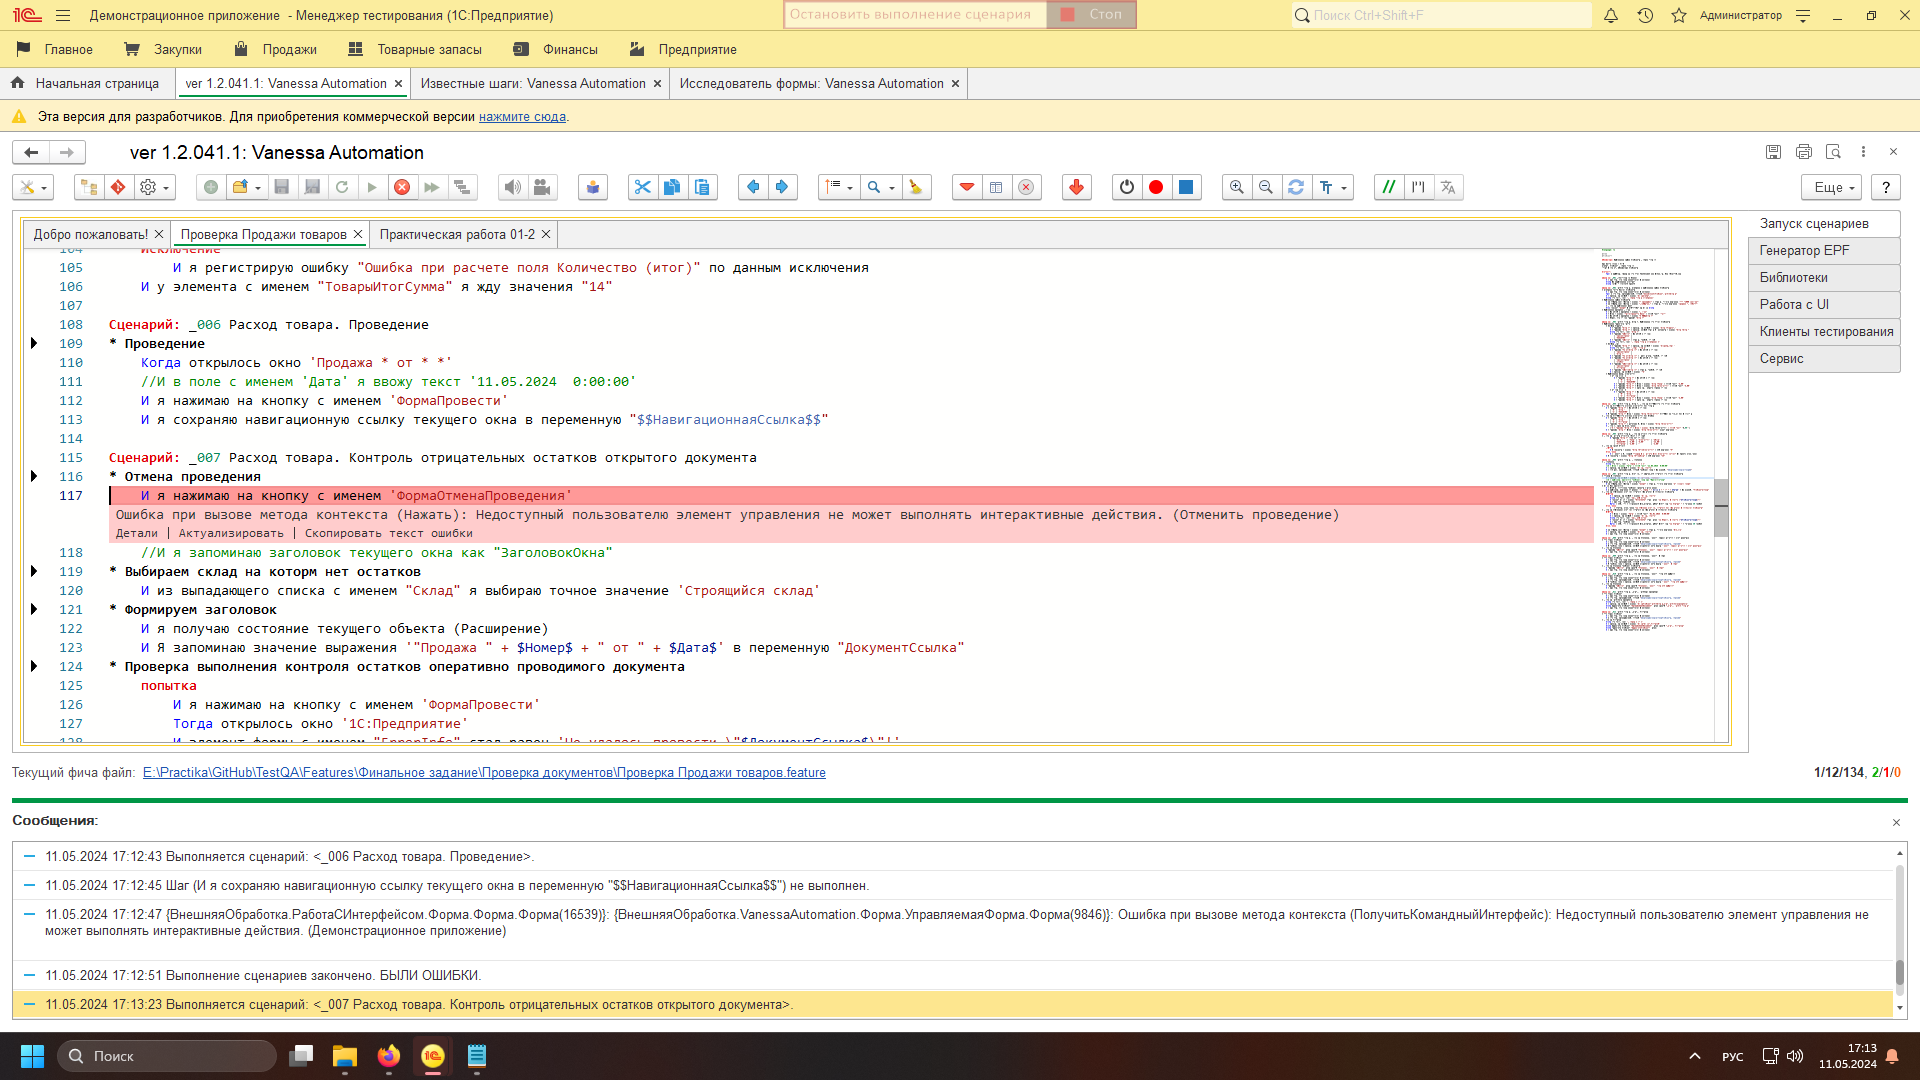 Демонстрационное приложение - Менеджер тестирования (1С:Предприятие)
Остановить выполнение сценария Стоп
Поиск Ctrl+Shift+F
Администратор
Главное Закупки Продажи Товарные запасы Финансы Предприятие
Начальная страница ver 1.2.041.1: Vanessa Automation × Известные шаги: Vanessa Automation × Исследователь формы: Vanessa Automation ×
Эта версия для разработчиков. Для приобретения коммерческой версии нажмите сюда.
ver 1.2.041.1: Vanessa Automation
Еще ?
Добро пожаловать! × Проверка Продажи товаров × Практическая работа 01-2 ×
104 исключение
105 И я регистрирую ошибку "Ошибка при расчете поля Количество (итог)" по данным исключения
106 И у элемента с именем "ТоварыИтогСумма" я жду значения "14"
107
108 Сценарий: _006 Расход товара. Проведение
109 * Проведение
110 Когда открылось окно 'Продажа * от * *'
111 //И в поле с именем 'Дата' я ввожу текст '11.05.2024  0:00:00'
112 И я нажимаю на кнопку с именем 'ФормаПровести'
113 И я сохраняю навигационную ссылку текущего окна в переменную "$$НавигационнаяСсылка$$"
114
115 Сценарий: _007 Расход товара. Контроль отрицательных остатков открытого документа
116 * Отмена проведения
117 И я нажимаю на кнопку с именем 'ФормаОтменаПроведения'
Ошибка при вызове метода контекста (Нажать): Недоступный пользователю элемент управления не может выполнять интерактивные действия. (Отменить проведение)
Детали | Актуализировать | Скопировать текст ошибки
118 //И я запоминаю заголовок текущего окна как "ЗаголовокОкна"
119 * Выбираем склад на котором нет остатков
120 И из выпадающего списка с именем "Склад" я выбираю точное значение 'Строящийся склад'
121 * Формируем заголовок
122 И я получаю состояние текущего объекта (Расширение)
123 И Я запоминаю значение выражения '"Продажа " + $Номер$ + " от " + $Дата$' в переменную "ДокументСсылка"
124 * Проверка выполнения контроля остатков оперативно проводимого документа
125 попытка
126 И я нажимаю на кнопку с именем 'ФормаПровести'
127 Тогда открылось окно '1С:Предприятие'
128 И элемент формы с именем "ErrorInfo" стал равен 'Не удалось провести \"$ДокументСсылка$\"!'
Запуск сценариев
Генератор EPF
Библиотеки
Работа с UI
Клиенты тестирования
Сервис
Текущий фича файл: E:\Practika\GitHub\TestQA\Features\Финальное задание\Проверка документов\Проверка Продажи товаров.feature
1/12/134, 2/1/0
Сообщения:
11.05.2024 17:12:43 Выполняется сценарий: <_006 Расход товара. Проведение>.
11.05.2024 17:12:45 Шаг (И я сохраняю навигационную ссылку текущего окна в переменную "$$НавигационнаяСсылка$$") не выполнен.
11.05.2024 17:12:47 {ВнешняяОбработка.РаботаСИнтерфейсом.Форма.Форма.Форма(16539)}: {ВнешняяОбработка.VanessaAutomation.Форма.УправляемаяФорма.Форма(9846)}: Ошибка при вызове метода контекста (ПолучитьКомандныйИнтерфейс): Недоступный пользователю элемент управления не
может выполнять интерактивные действия. (Демонстрационное приложение)
11.05.2024 17:12:51 Выполнение сценариев закончено. БЫЛИ ОШИБКИ.
11.05.2024 17:13:23 Выполняется сценарий: <_007 Расход товара. Контроль отрицательных остатков открытого документа>.
Поиск
РУС
17:13
11.05.2024